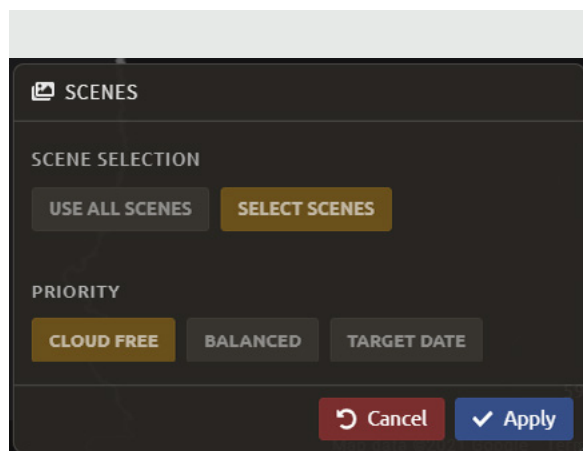 SCENES
SCENE SELECTION
USE ALL SCENES SELECT SCENES
PRIORITY
CLOUD FREE BALANCED TARGET DATE
Cancel Apply